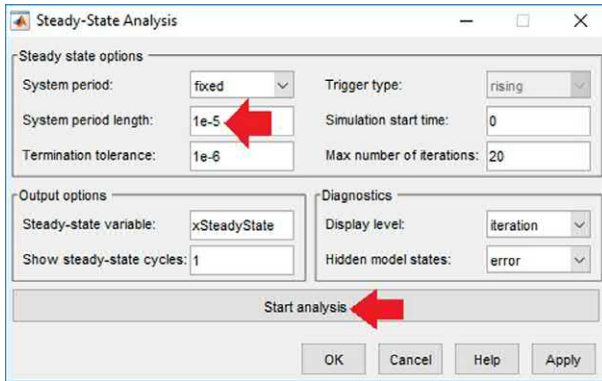 Steady-State Analysis
Steady state options
System period: fixed Trigger type: rising
System period length: 1e-5 Simulation start time: 0
Termination tolerance: 1e-6 Max number of iterations: 20
Output options Diagnostics
Steady-state variable: xSteadyState Display level: iteration
Show steady-state cycles: 1 Hidden model states: error
Start analysis
OK Cancel Help Apply